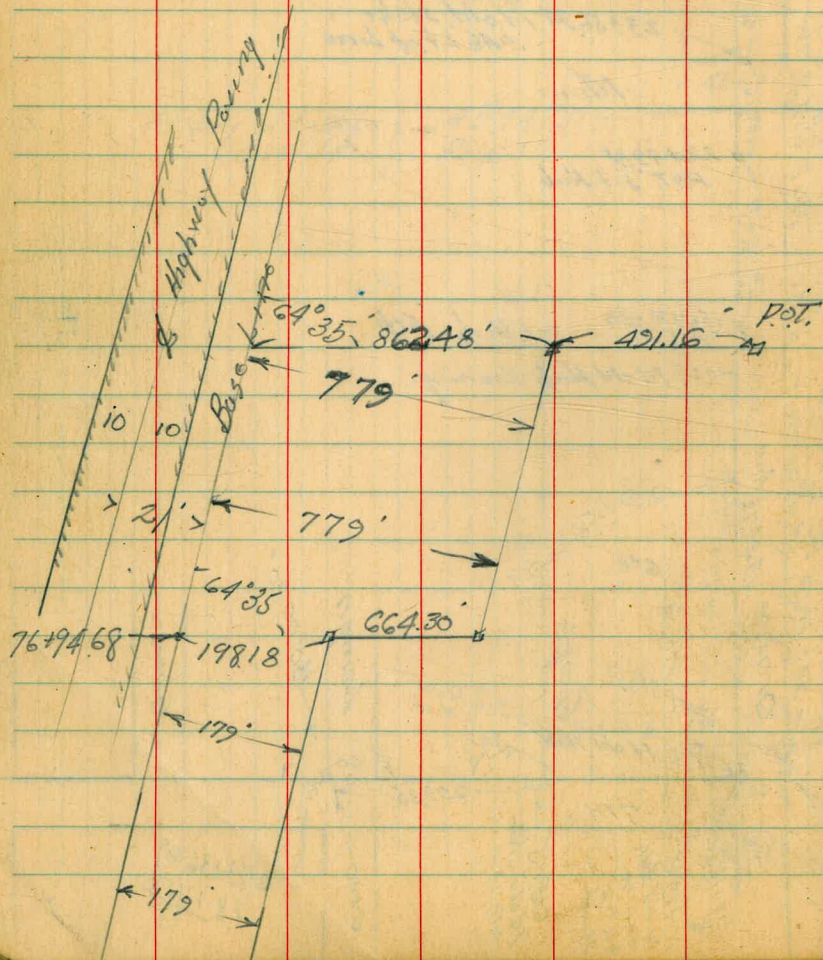 ℄ Highway Paving
Base Line
64°35' 862.48' 491.16' P.O.T.
779'
10 10
21' 779'
64°35'
664.30'
76+94.68 198.18'
179'
179'